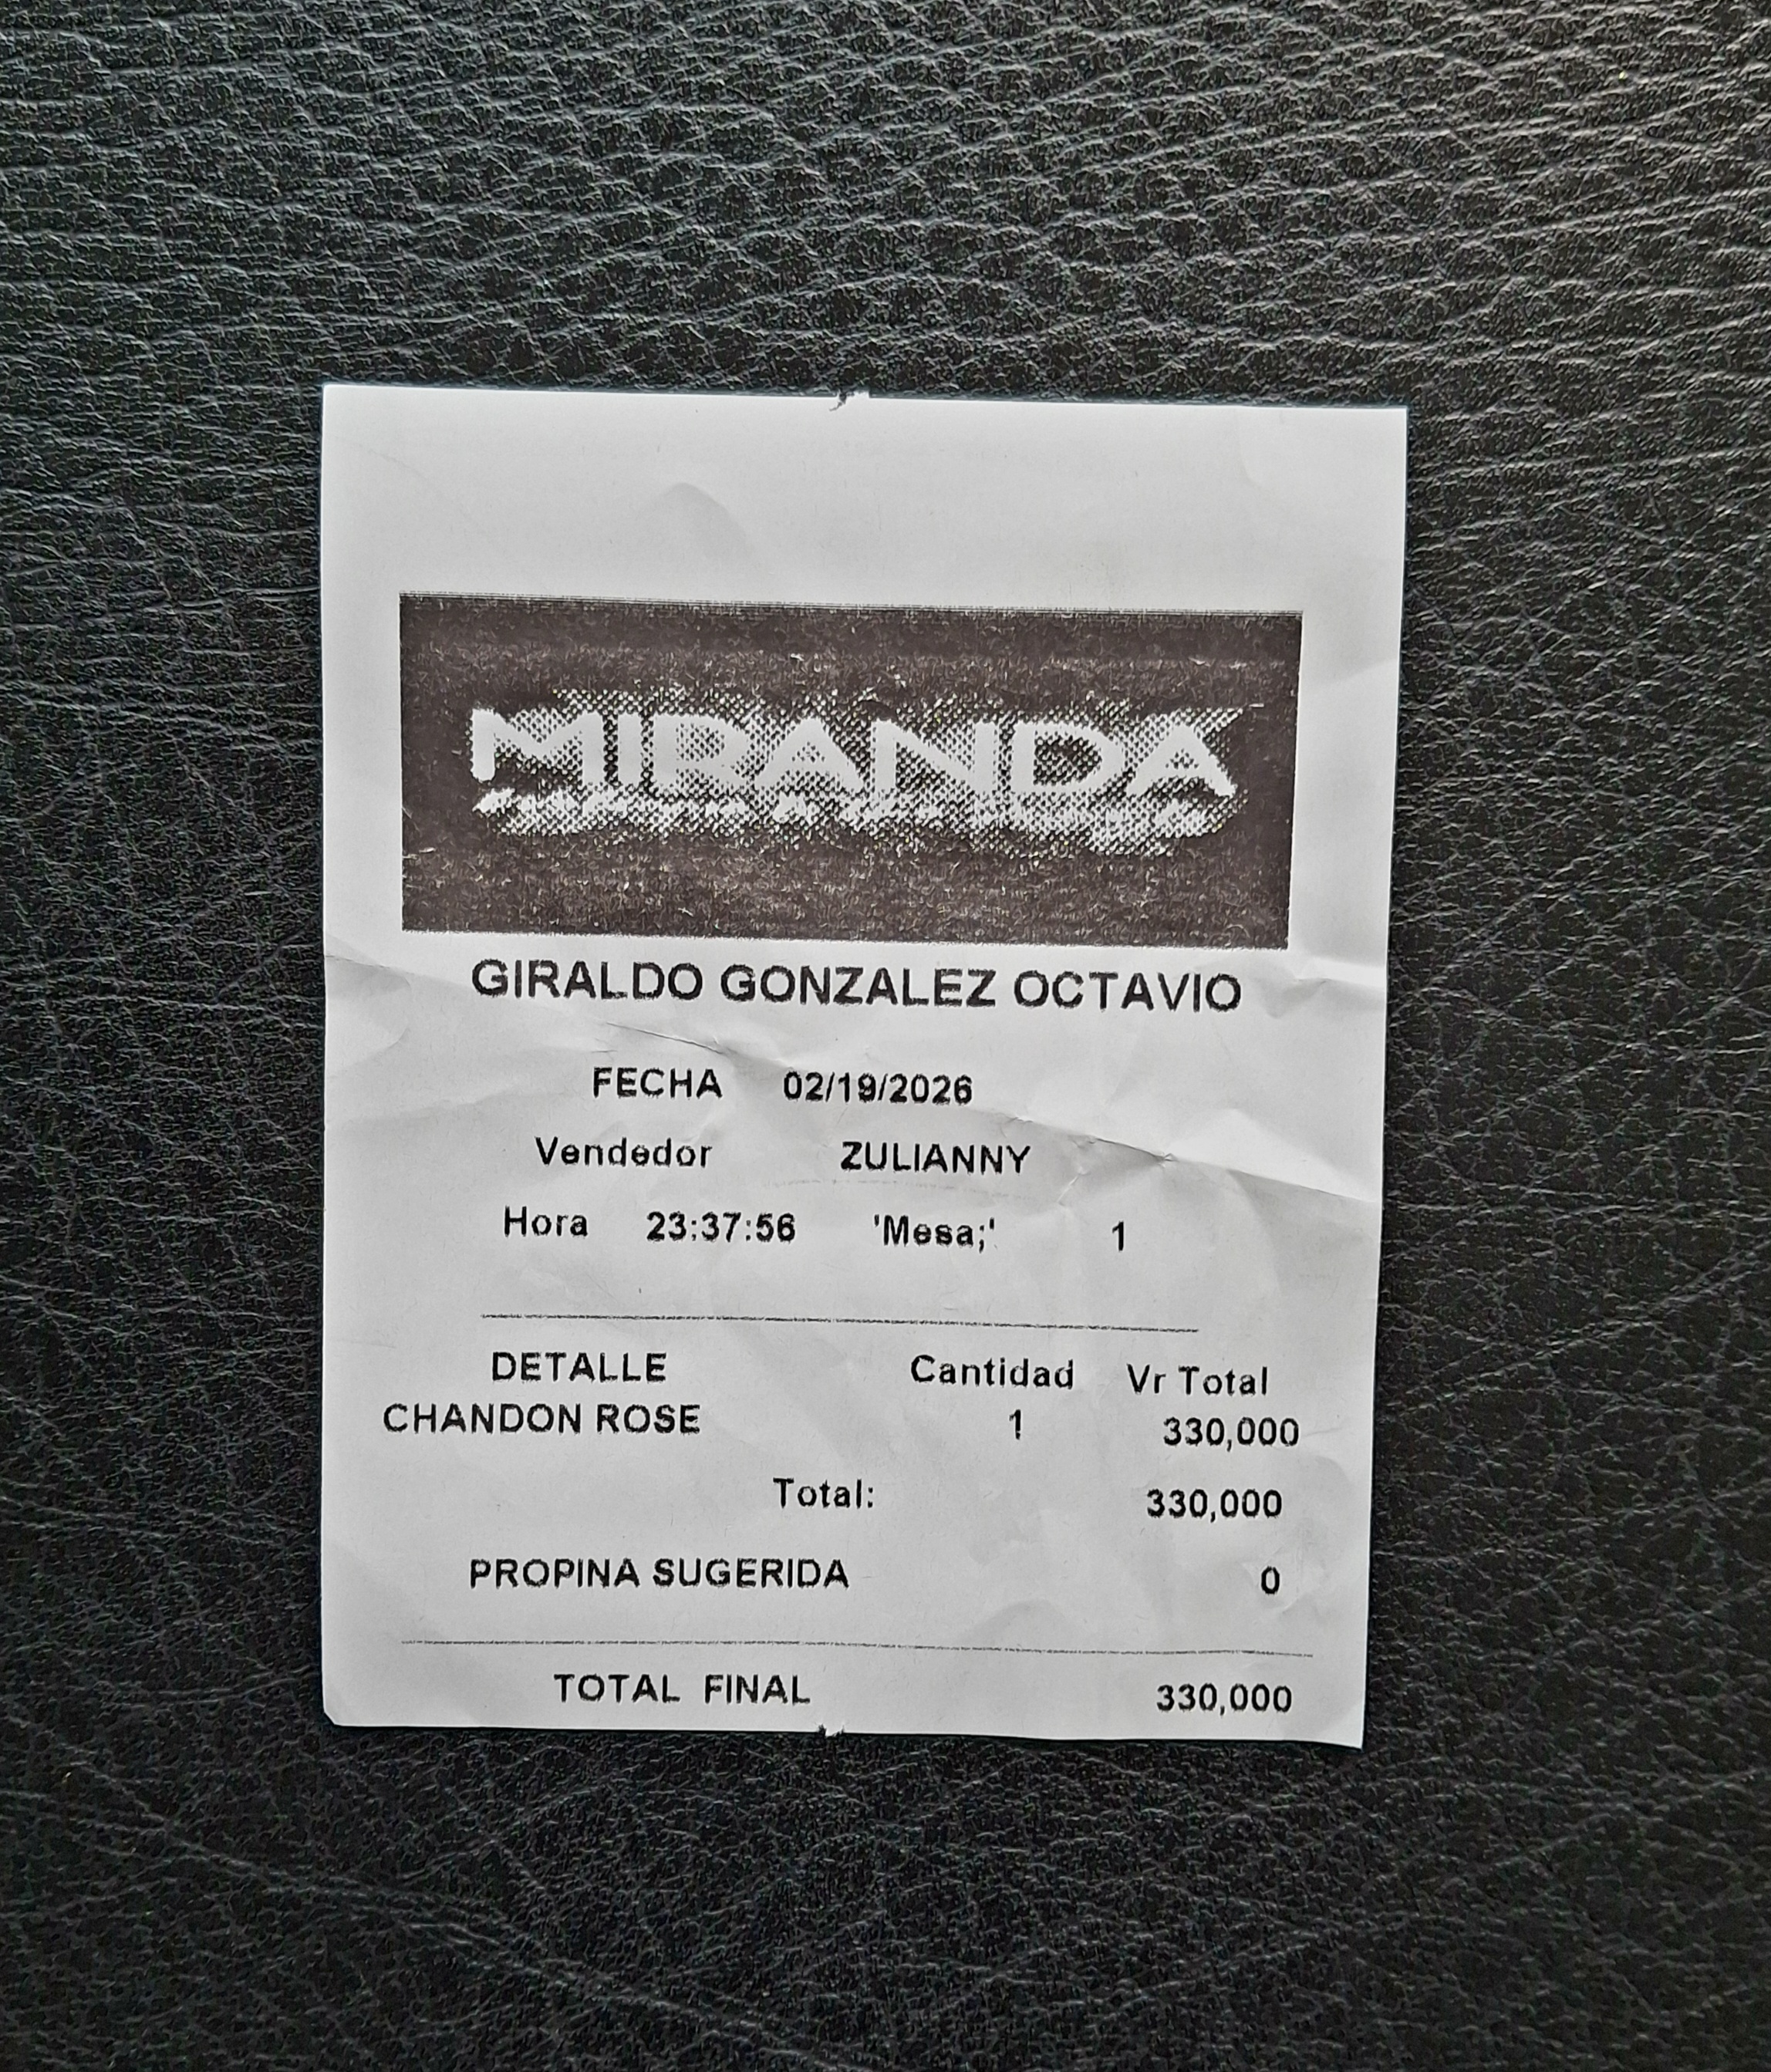 MIRANDA
GIRALDO GONZALEZ OCTAVIO
FECHA 02/19/2026
Vendedor ZULIANNY
Hora 23:37:56 'Mesa;' 1
DETALLE Cantidad Vr Total
CHANDON ROSE 1 330,000
Total: 330,000
PROPINA SUGERIDA 0
TOTAL FINAL 330,000